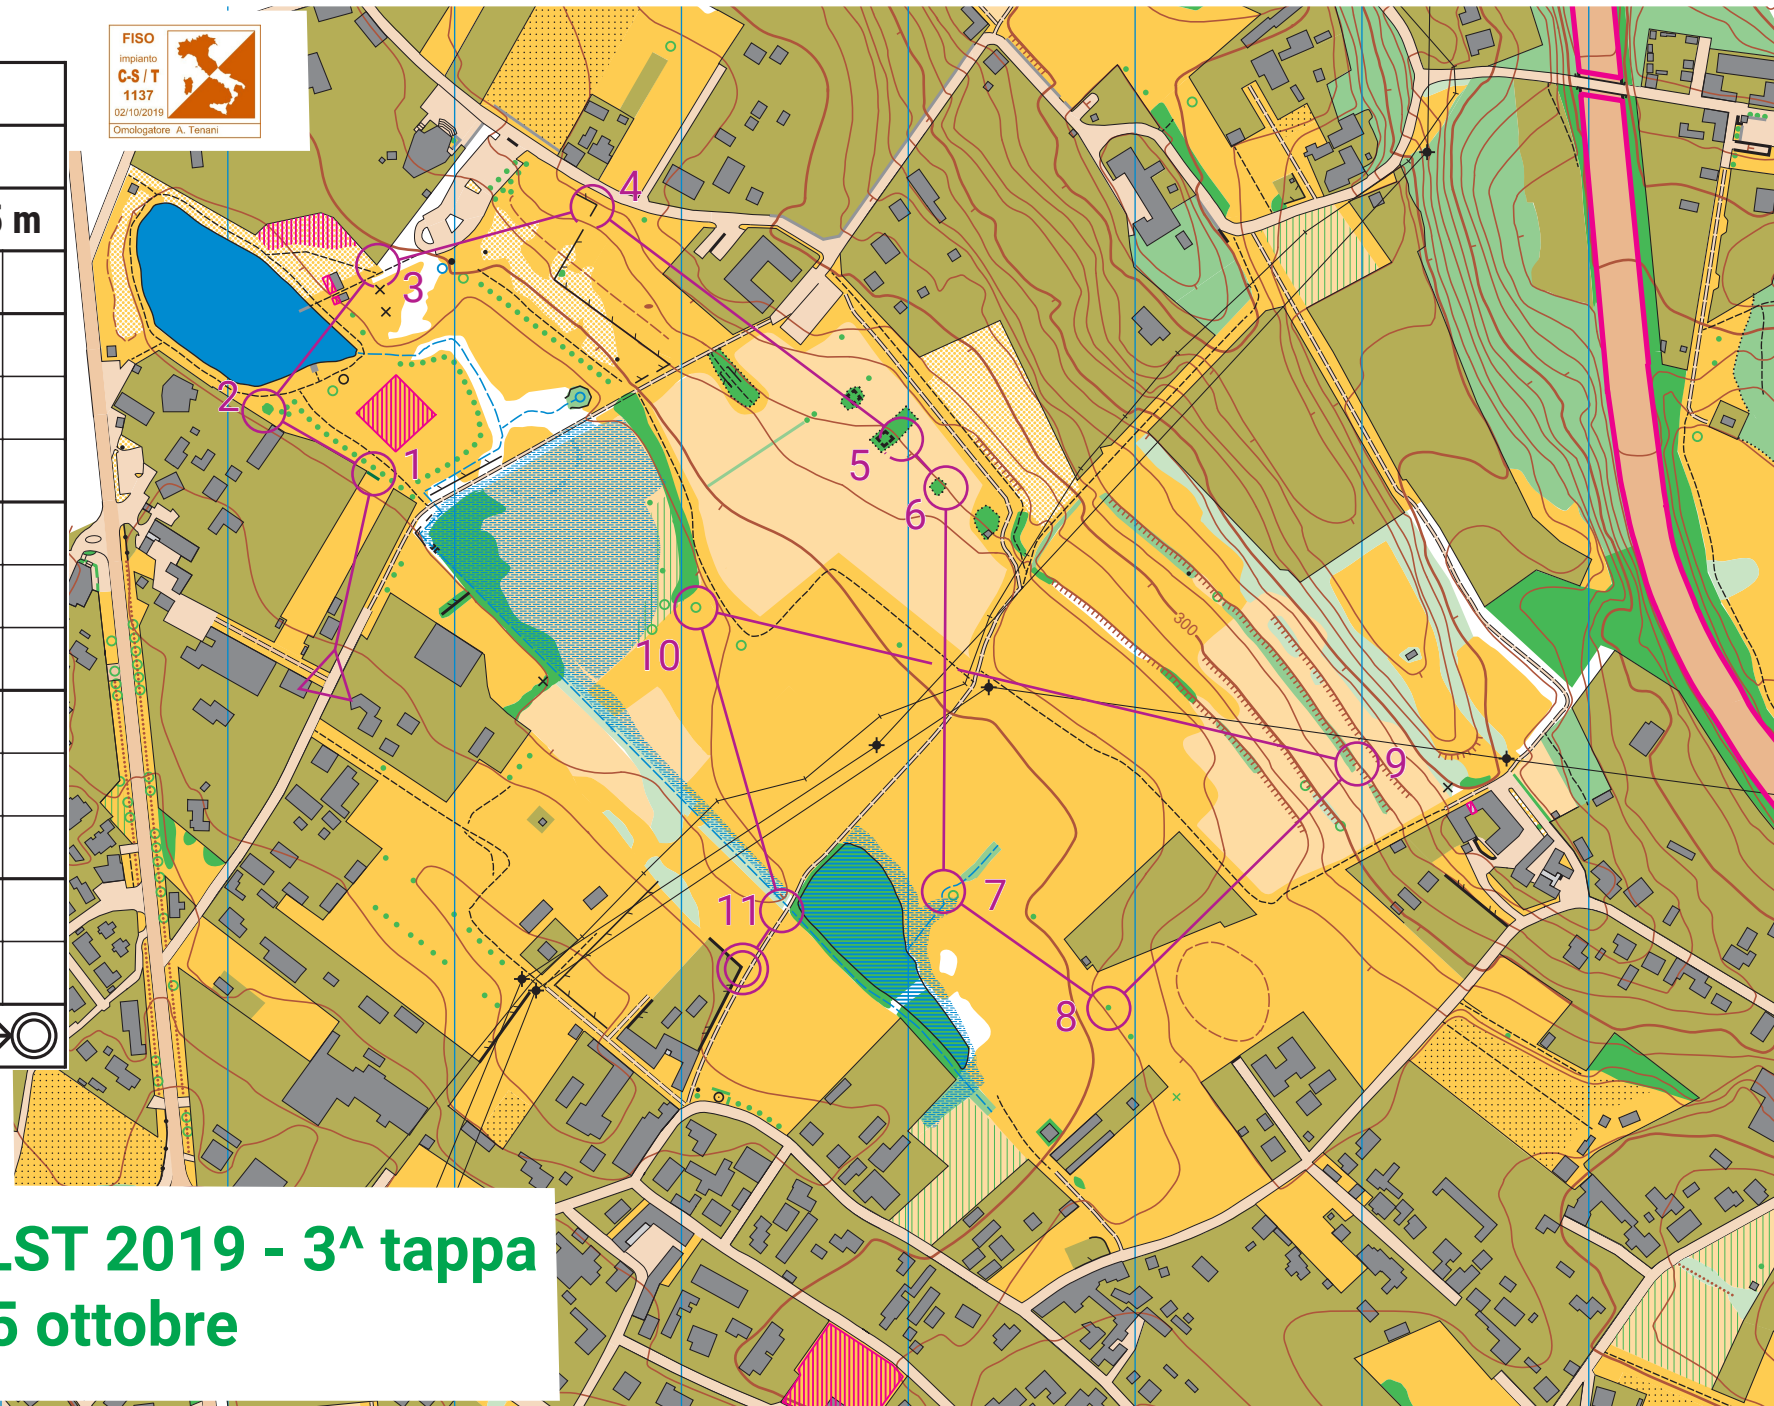 FISO
impianto
C-S / T
1137
02/10/2019
Omologatore A. Tenani
m
4
3
2
1
5
6
300
10
9
7
11
8
LST 2019 - 3^ tappa
5 ottobre